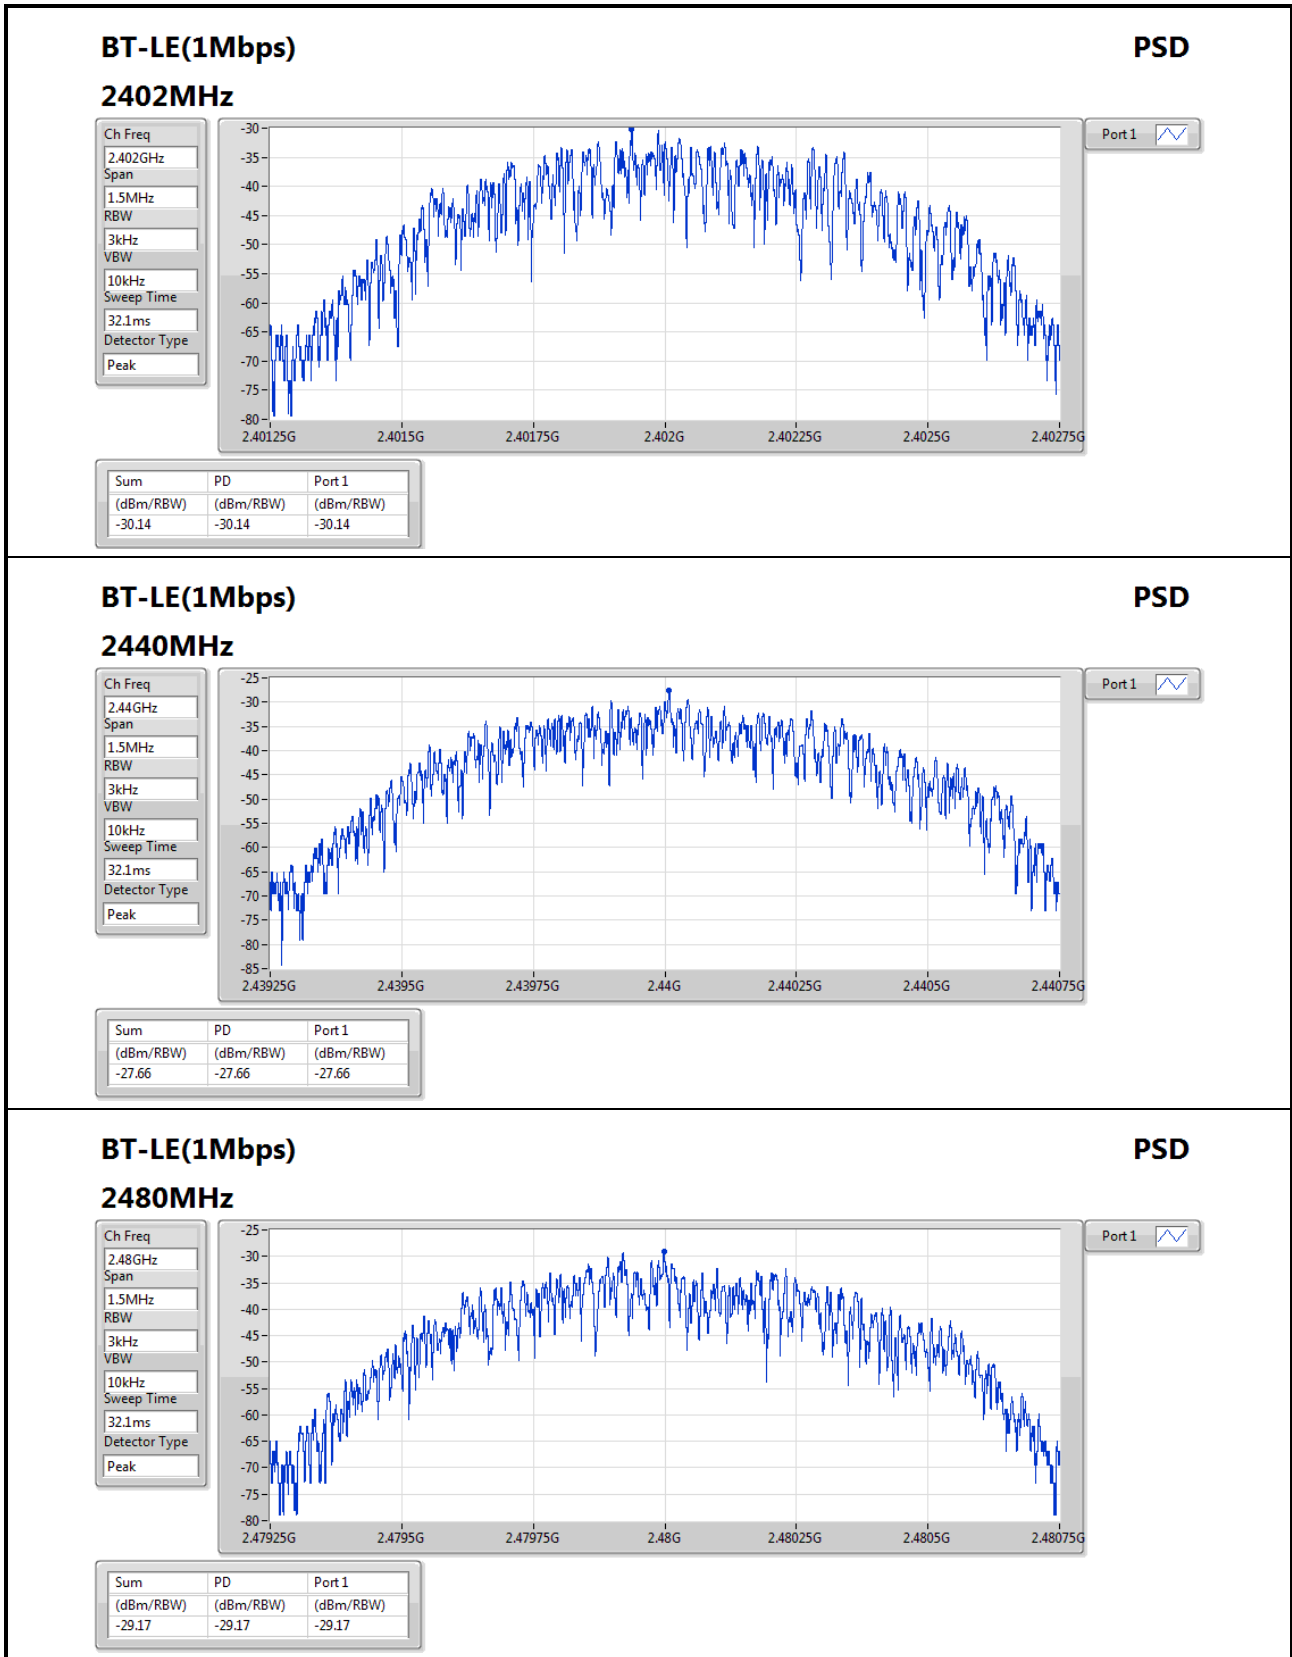 BT-LE(1Mbps) PSD
2402MHz
Ch Freq
2.402GHz
Span
1.5MHz
RBW
3kHz
VBW
10kHz
Sweep Time
32.1ms
Detector Type
Peak
-30
-35
-40
-45
-50
-55
-60
-65
-70
-75
-80
2.40125G 2.4015G 2.40175G 2.402G 2.40225G 2.4025G 2.40275G
Port 1
Sum PD Port 1
(dBm/RBW) (dBm/RBW) (dBm/RBW)
-30.14 -30.14 -30.14
BT-LE(1Mbps) PSD
2440MHz
Ch Freq
2.44GHz
Span
1.5MHz
RBW
3kHz
VBW
10kHz
Sweep Time
32.1ms
Detector Type
Peak
-25
-30
-35
-40
-45
-50
-55
-60
-65
-70
-75
-80
-85
2.43925G 2.4395G 2.43975G 2.44G 2.44025G 2.4405G 2.44075G
Port 1
Sum PD Port 1
(dBm/RBW) (dBm/RBW) (dBm/RBW)
-27.66 -27.66 -27.66
BT-LE(1Mbps) PSD
2480MHz
Ch Freq
2.48GHz
Span
1.5MHz
RBW
3kHz
VBW
10kHz
Sweep Time
32.1ms
Detector Type
Peak
-25
-30
-35
-40
-45
-50
-55
-60
-65
-70
-75
-80
2.47925G 2.4795G 2.47975G 2.48G 2.48025G 2.4805G 2.48075G
Port 1
Sum PD Port 1
(dBm/RBW) (dBm/RBW) (dBm/RBW)
-29.17 -29.17 -29.17